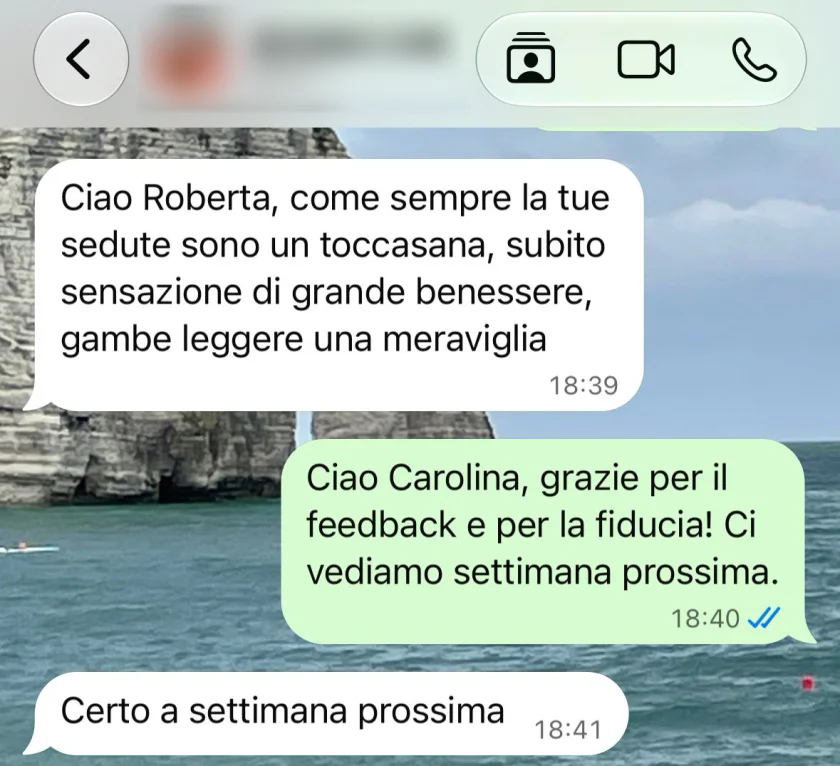 Ciao Roberta, come sempre la tue
sedute sono un toccasana, subito
sensazione di grande benessere,
gambe leggere una meraviglia
18:39
Ciao Carolina, grazie per il
feedback e per la fiducia! Ci
vediamo settimana prossima.
18:40
Certo a settimana prossima
18:41